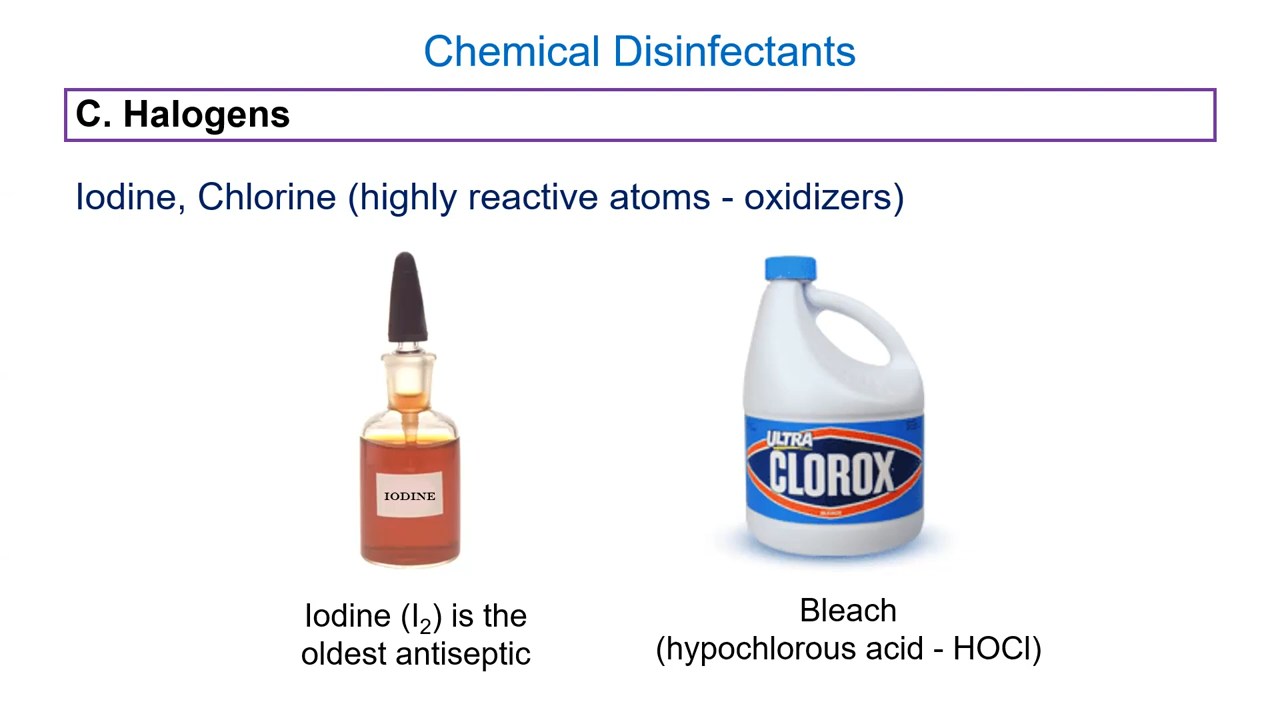 Chemical Disinfectants
C. Halogens
Iodine, Chlorine (highly reactive atoms - oxidizers)
IODINE
ULTRA
CLOROX
BLEACH
Iodine (I₂) is the
oldest antiseptic
Bleach
(hypochlorous acid - HOCl)